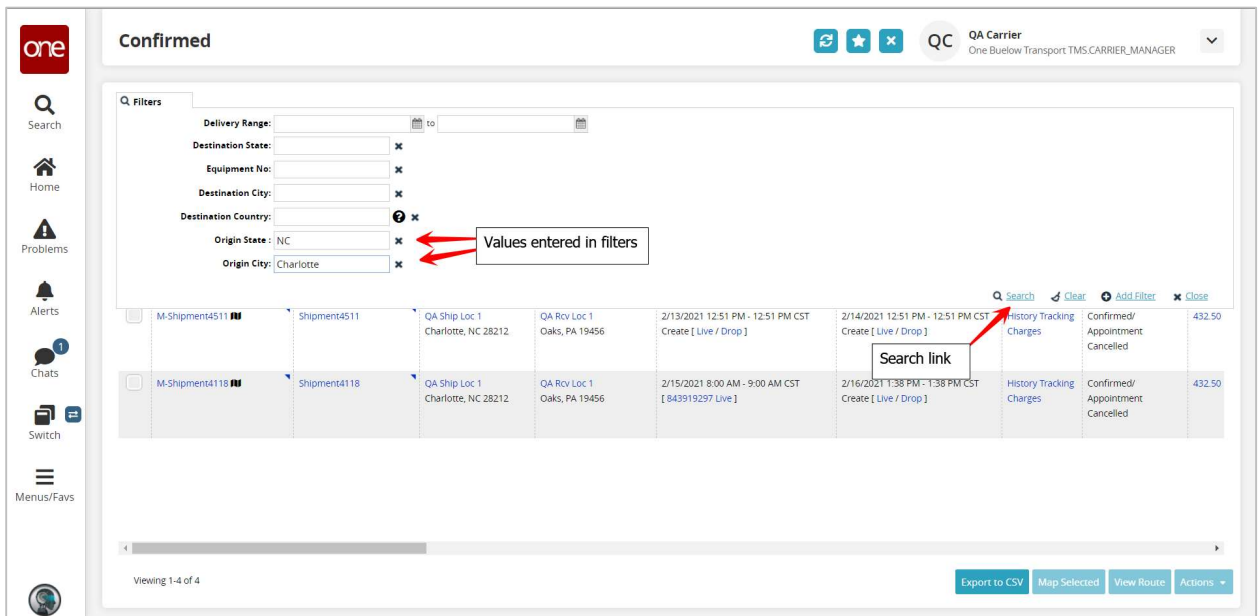 one
Confirmed
QC
QA Carrier
One Buelow Transport TMS.CARRIER_MANAGER
Search
Home
Problems
Alerts
1
Chats
Switch
Menus/Favs
Filters
Delivery Range:
to
Destination State:
Equipment No:
Destination City:
Destination Country:
Origin State : NC
Origin City: Charlotte
Values entered in filters
Search Clear Add Filter Close
Search link
M-Shipment4511
Shipment4511
QA Ship Loc 1
Charlotte, NC 28212
QA Rcv Loc 1
Oaks, PA 19456
2/13/2021 12:51 PM - 12:51 PM CST
Create [ Live / Drop ]
2/14/2021 12:51 PM - 12:51 PM CST
Create [ Live / Drop ]
History Tracking
Charges
Confirmed/
Appointment
Cancelled
432.50
M-Shipment4118
Shipment4118
QA Ship Loc 1
Charlotte, NC 28212
QA Rcv Loc 1
Oaks, PA 19456
2/15/2021 8:00 AM - 9:00 AM CST
[ 843919297 Live ]
2/16/2021 1:38 PM - 1:38 PM CST
Create [ Live / Drop ]
History Tracking
Charges
Confirmed/
Appointment
Cancelled
432.50
Viewing 1-4 of 4
Export to CSV
Map Selected
View Route
Actions